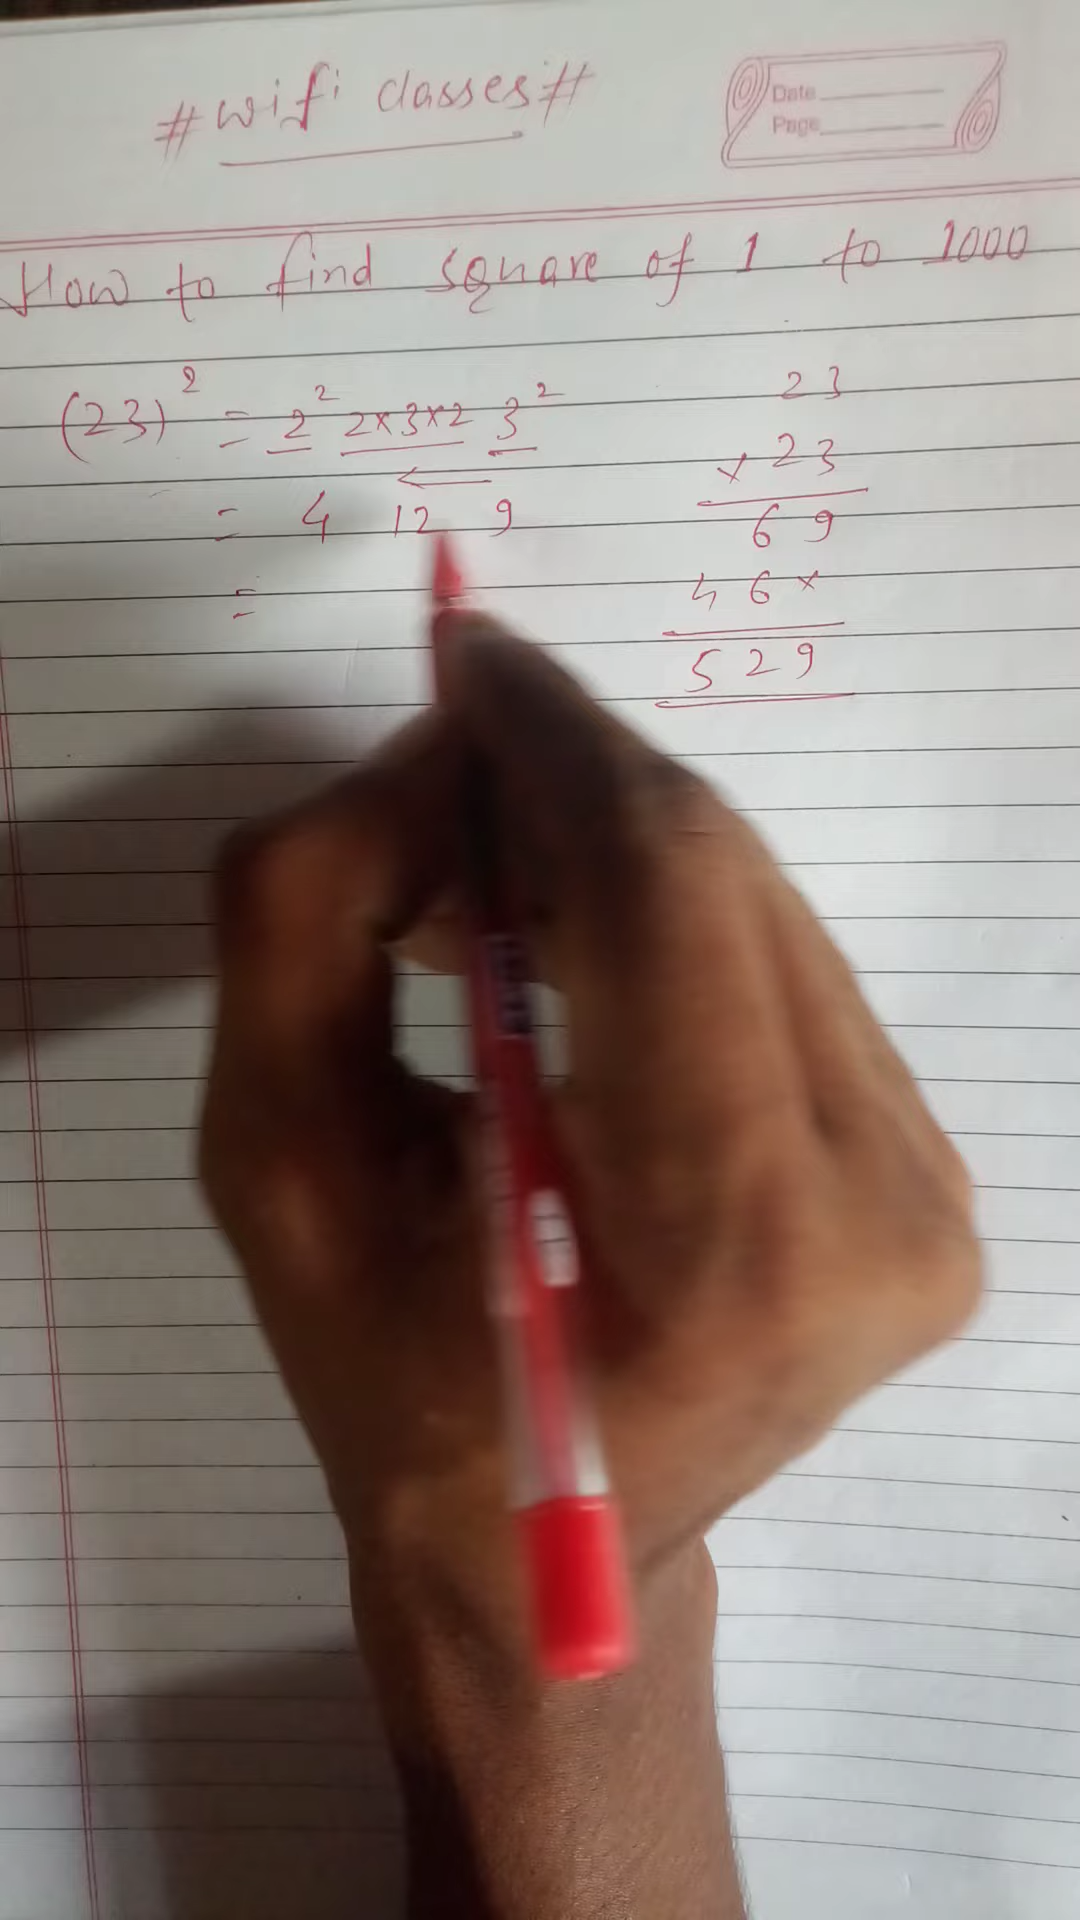 #wifi classes#
Date
Page
How to find square of 1 to 1000
(23)² = 2² 2×3×2 3²
= 4 12 9
=
23
× 23
69
46×
529